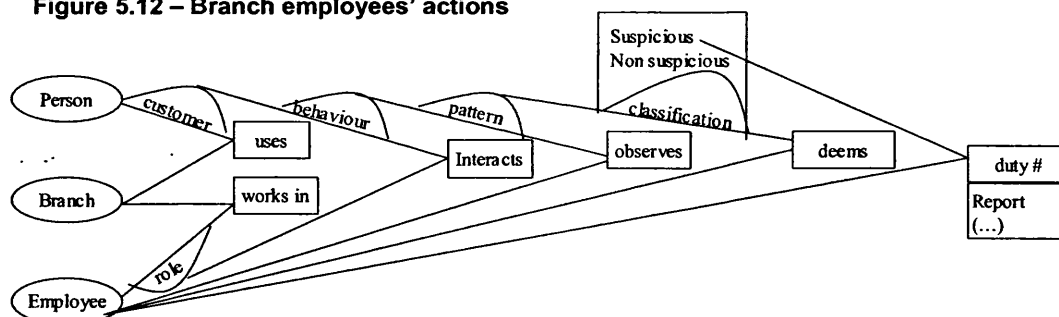 Figure 5.12 – Branch employees' actions
Suspicious
Non suspicious
Person
customer
behaviour
pattern
classification
uses
Interacts
observes
deems
duty #
Branch
works in
Report
(...)
role
Employee